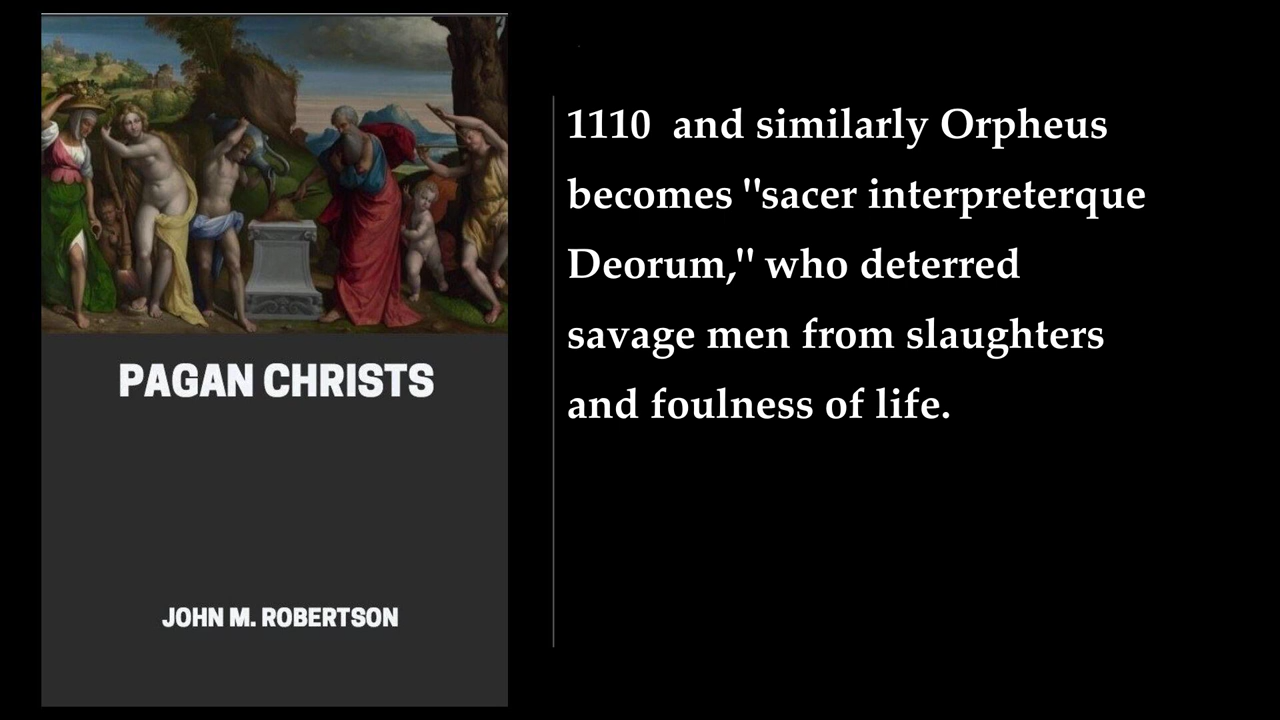 PAGAN CHRISTS
JOHN M. ROBERTSON
1110 and similarly Orpheus
becomes "sacer interpreterque
Deorum," who deterred
savage men from slaughters
and foulness of life.